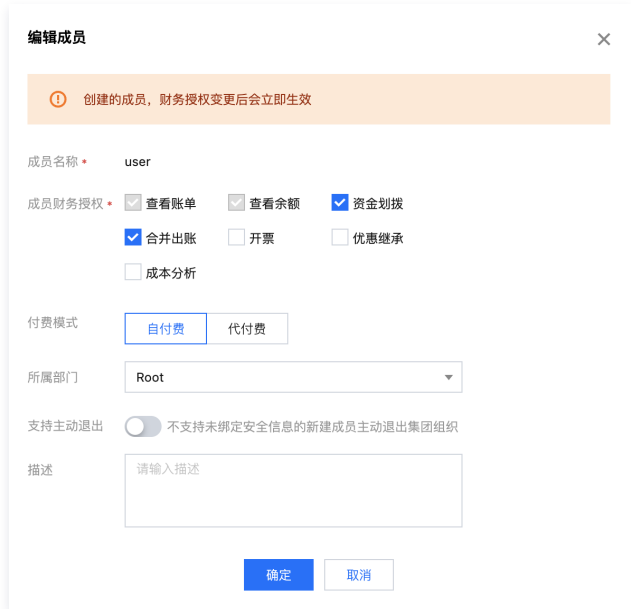 编辑成员
创建的成员，财务授权变更后会立即生效
成员名称 * user
成员财务授权 * 查看账单 查看余额 资金划拨
合并出账 开票 优惠继承
成本分析
付费模式 自付费 代付费
所属部门 Root
支持主动退出 不支持未绑定安全信息的新建成员主动退出集团组织
描述 请输入描述
确定 取消